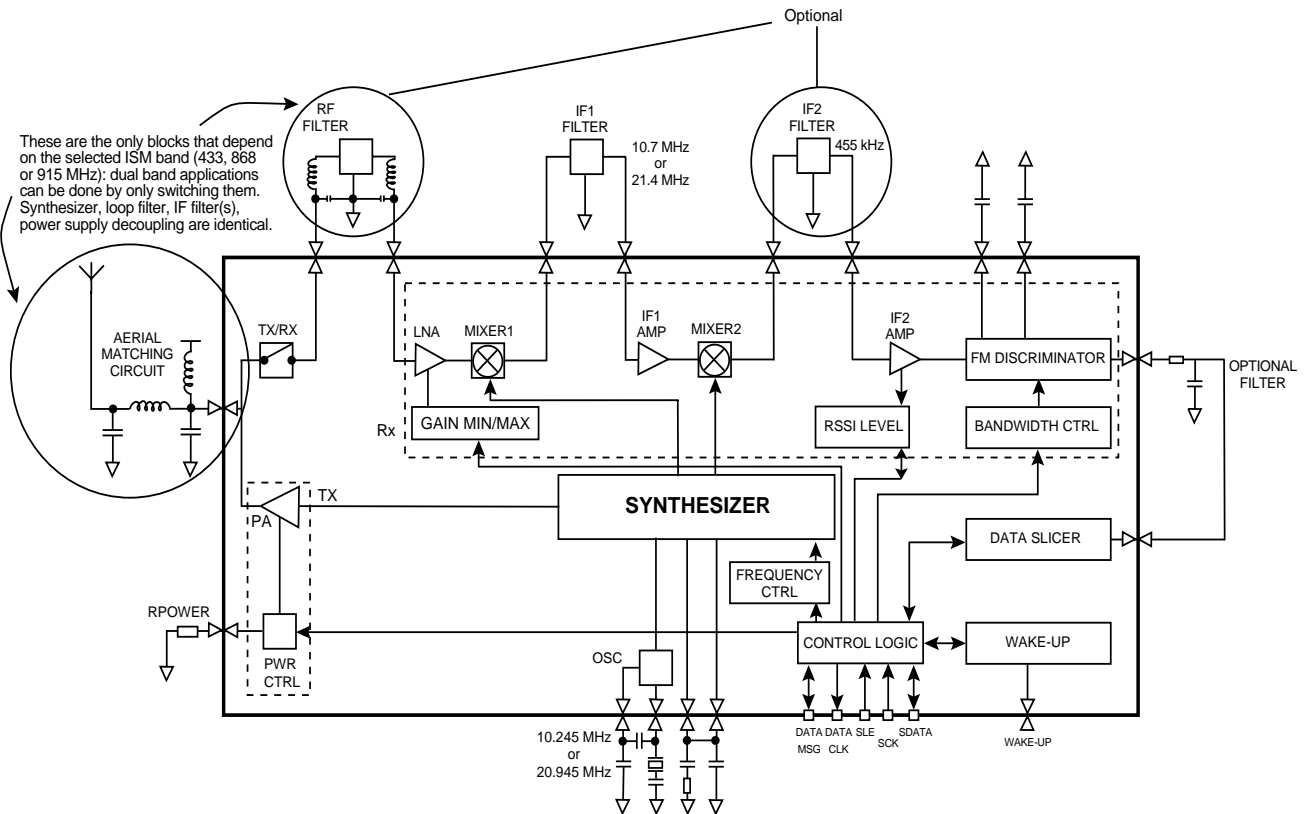 Optional
RF
FILTER
IF1
FILTER
10.7 MHz
or
21.4 MHz
IF2
FILTER
455 kHz
These are the only blocks that depend
on the selected ISM band (433, 868
or 915 MHz): dual band applications
can be done by only switching them.
Synthesizer, loop filter, IF filter(s),
power supply decoupling are identical.
AERIAL
MATCHING
CIRCUIT
TX/RX
LNA
MIXER1
IF1
AMP
MIXER2
IF2
AMP
FM DISCRIMINATOR
OPTIONAL
FILTER
Rx
GAIN MIN/MAX
RSSI LEVEL
BANDWIDTH CTRL
TX
PA
SYNTHESIZER
DATA SLICER
FREQUENCY
CTRL
RPOWER
PWR
CTRL
OSC
CONTROL LOGIC
WAKE-UP
10.245 MHz
or
20.945 MHz
DATA
MSG
DATA
CLK
SLE
SCK
SDATA
WAKE-UP